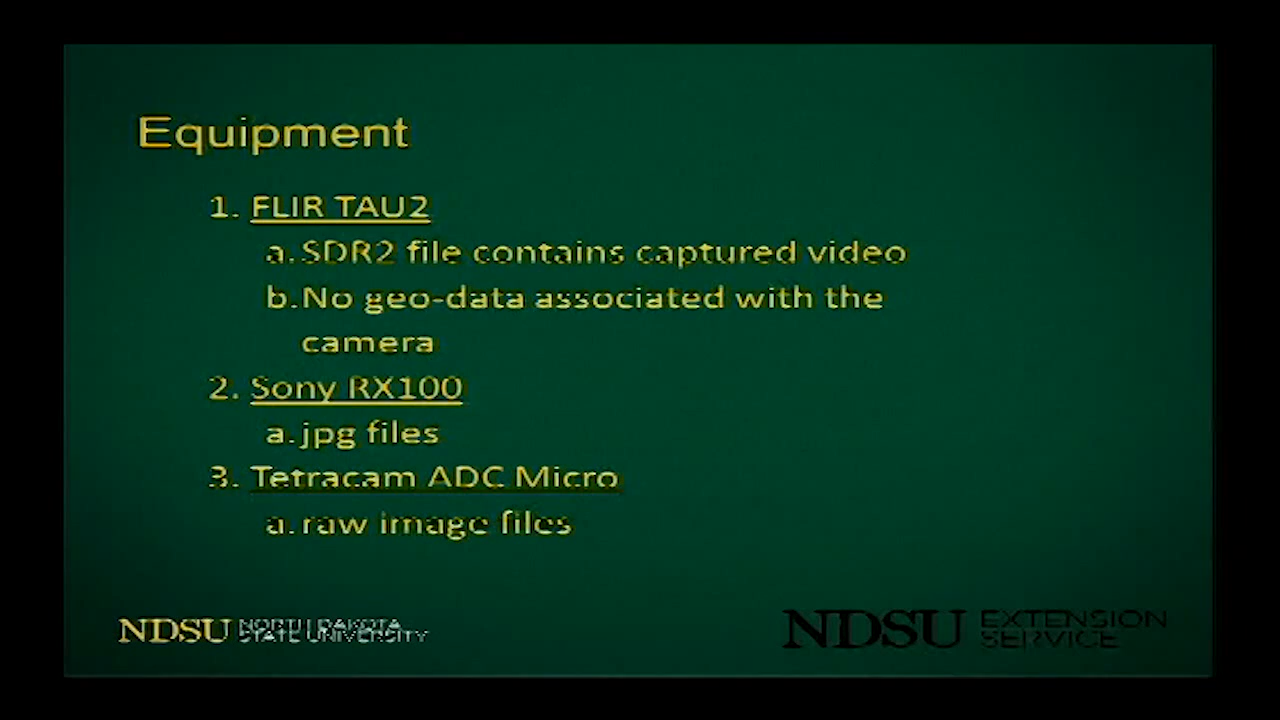 Equipment
1. FLIR TAU2
a. SDR2 file contains captured video
b. No geo-data associated with the
camera
2. Sony RX100
a. jpg files
3. Tetracam ADC Micro
a. raw image files
NDSU NORTH DAKOTA
STATE UNIVERSITY
NDSU EXTENSION
SERVICE